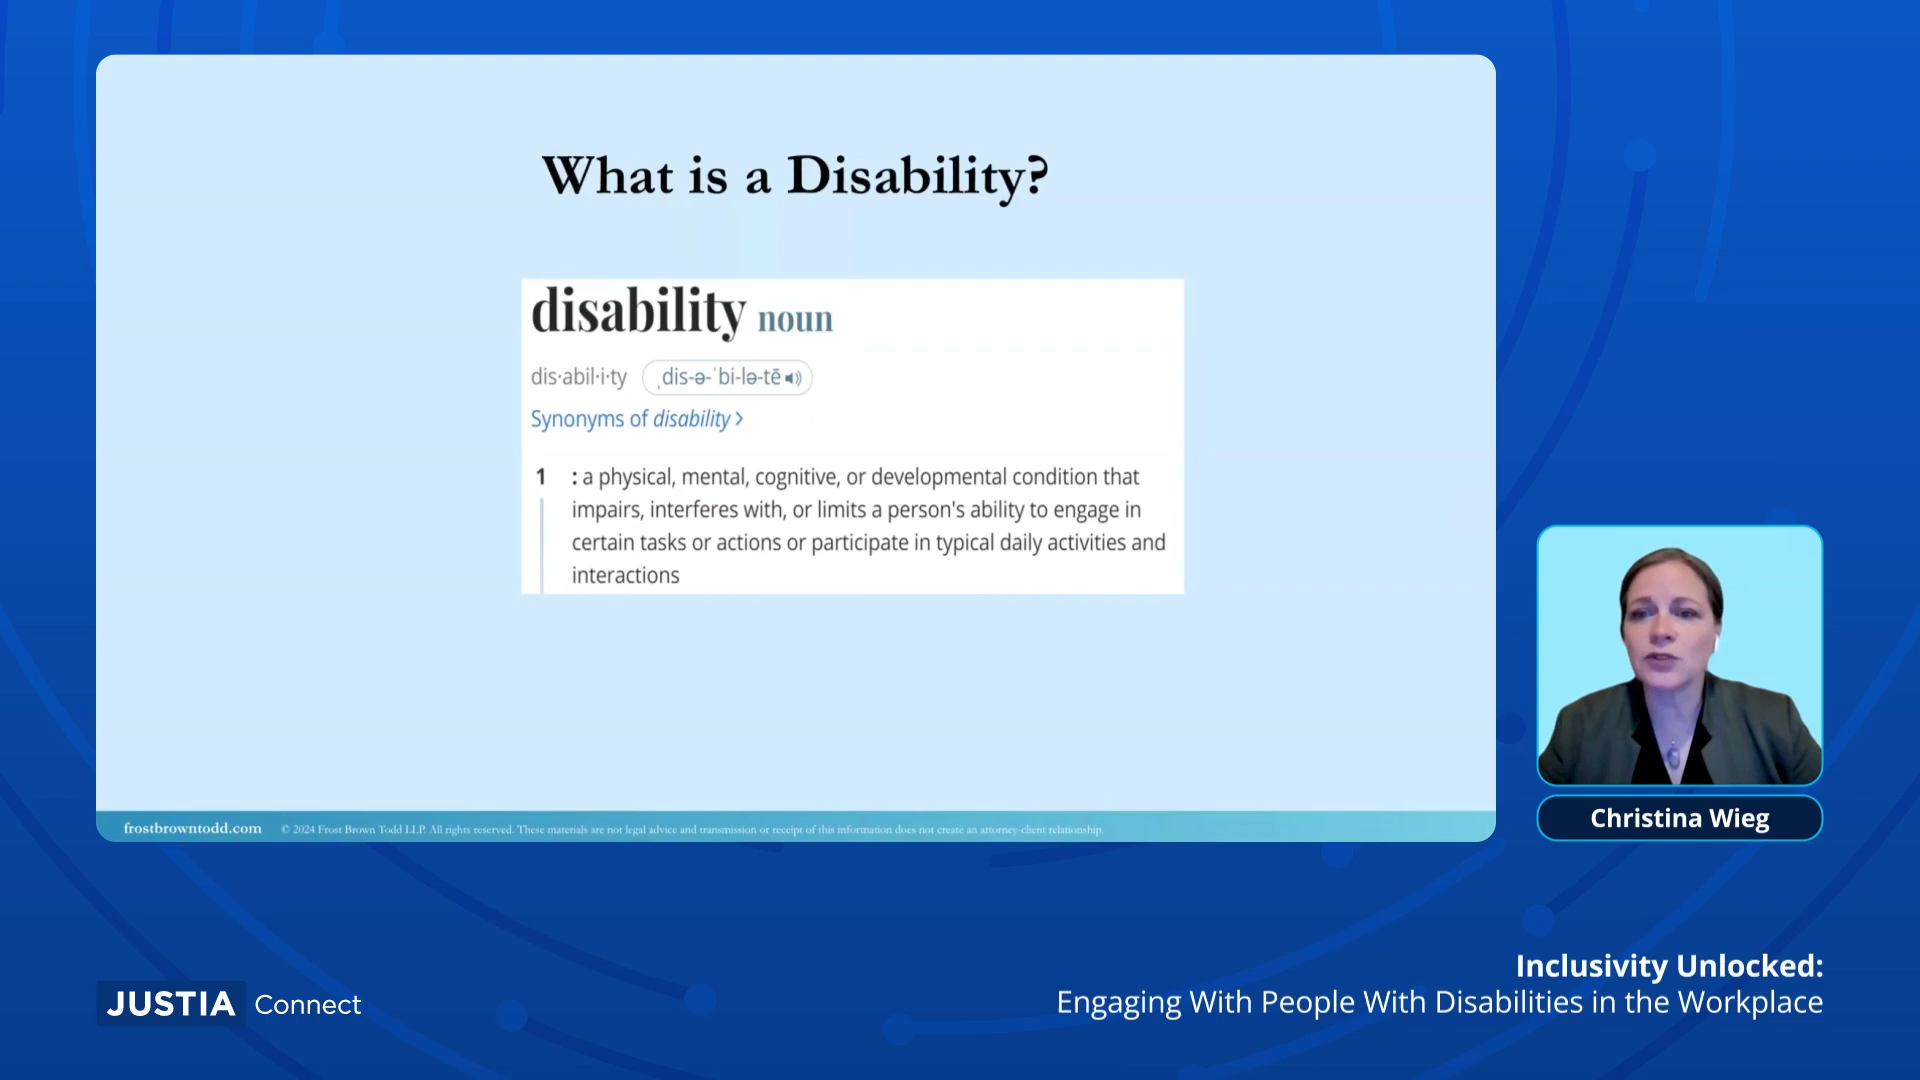 What is a Disability?
disability noun
dis·abil·i·ty ˌdis-ə-ˈbi-lə-tē
Synonyms of disability >
1 : a physical, mental, cognitive, or developmental condition that
impairs, interferes with, or limits a person's ability to engage in
certain tasks or actions or participate in typical daily activities and
interactions
frostbrowntodd.com © 2024 Frost Brown Todd LLP. All rights reserved. These materials are not legal advice and transmission or receipt of this information does not create an attorney-client relationship.
Christina Wieg
Inclusivity Unlocked:
Engaging With People With Disabilities in the Workplace
JUSTIA Connect